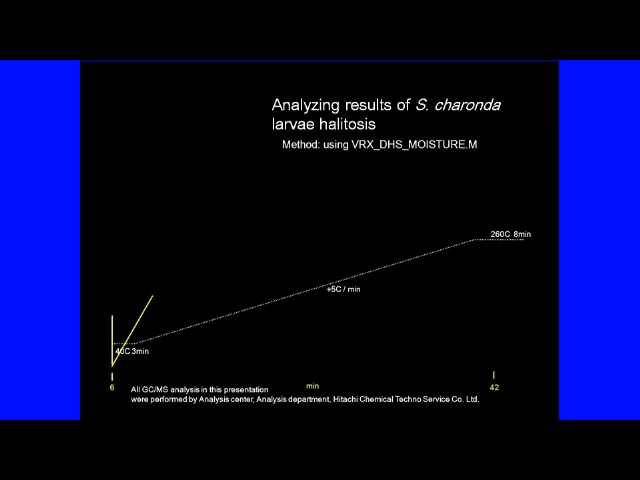 Analyzing results of S. charonda
larvae halitosis
Method: using VRX_DHS_MOISTURE.M
260C 8min
+5C / min
40C 3min
6
min
42
All GC/MS analysis in this presentation
were performed by Analysis center, Analysis department, Hitachi Chemical Techno Service Co. Ltd.